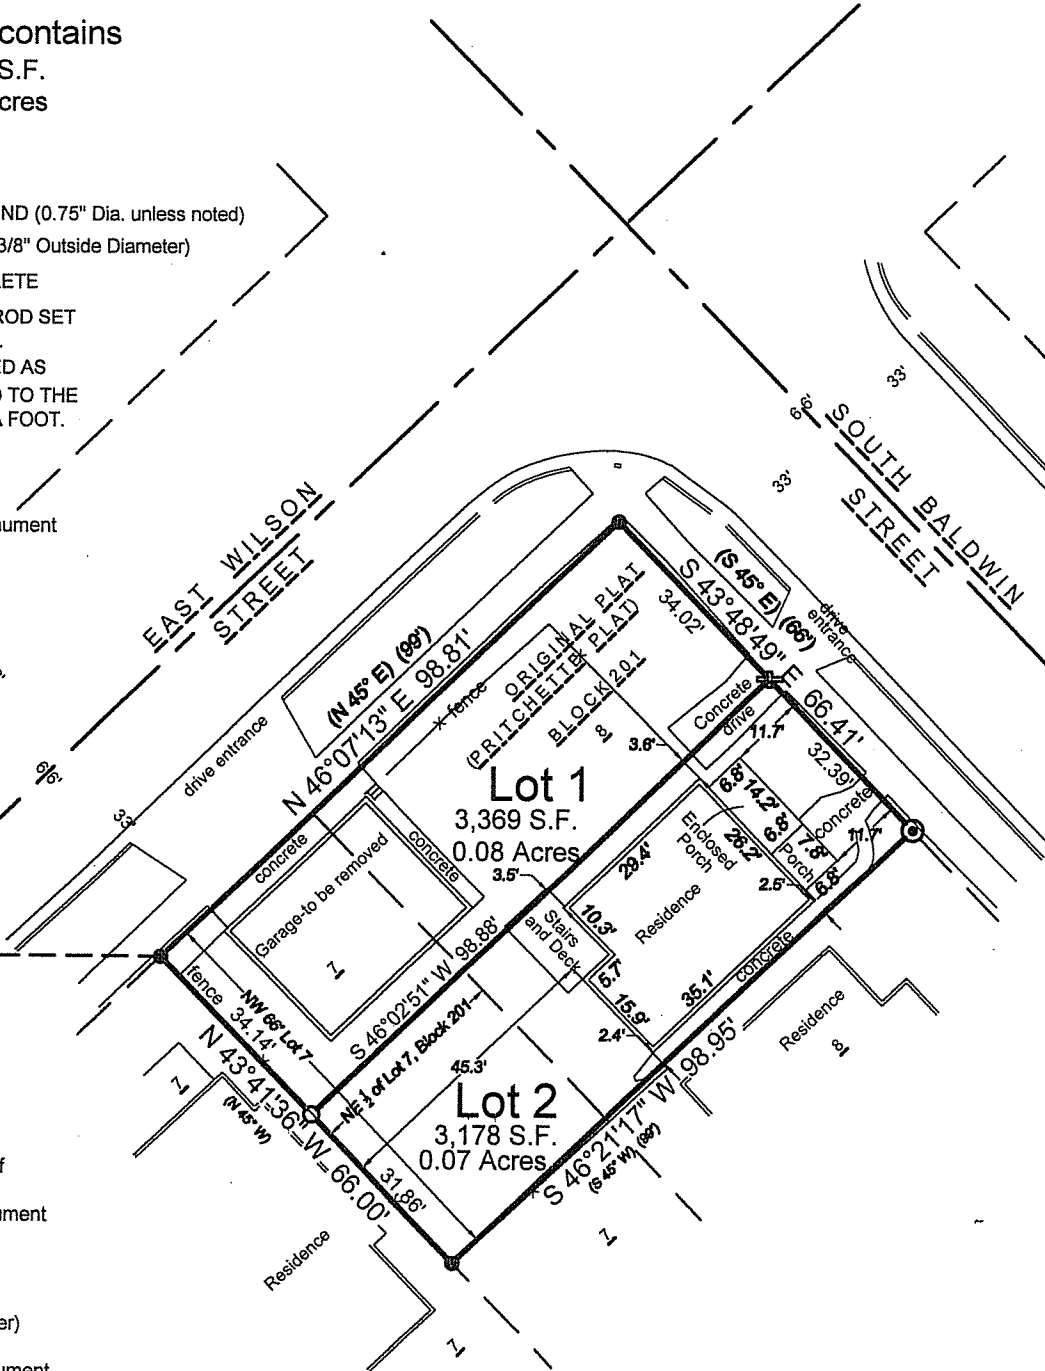 contains
S.F.
cres
ND (0.75" Dia. unless noted)
3/8" Outside Diameter)
ETE
ROD SET
ED AS
TO THE
A FOOT.
ument
EAST WILSON
STREET
SOUTH BALDWIN
STREET
33'
66'
33'
(S 45° E) (66')
S 43°48'49" E 66.41'
34.02'
32.39'
drive
entrance
(N 45° E) (99')
N 46°07'13" E 98.81'
fence
ORIGINAL PLAT
(PRITCHETTE PLAT)
BLOCK 201
8
Concrete
drive
11.7'
3.6'
drive entrance
66'
33'
Lot 1
3,369 S.F.
0.08 Acres
3.5'
concrete
concrete
Garage-to be removed
7
6.8'
14.2'
6.8'
7.8'
concrete
11.7'
Enclosed
Porch
26.2'
Porch
2.5'
6.8'
29.4'
Residence
10.3'
Stairs
and Deck
5.7'
15.9'
2.4'
35.1'
concrete
S 46°02'51" W 98.88'
fence
34.14'
NW 66' Lot 7
NE ½ of Lot 7, Block 201
45.3'
N 43°41'36" W 66.00'
(N 45° W)
7
Lot 2
3,178 S.F.
0.07 Acres
S 46°21'17" W 98.95'
(S 45° W) (99')
Residence
8
31.86'
7
Residence
7
f
ument
er)
ument